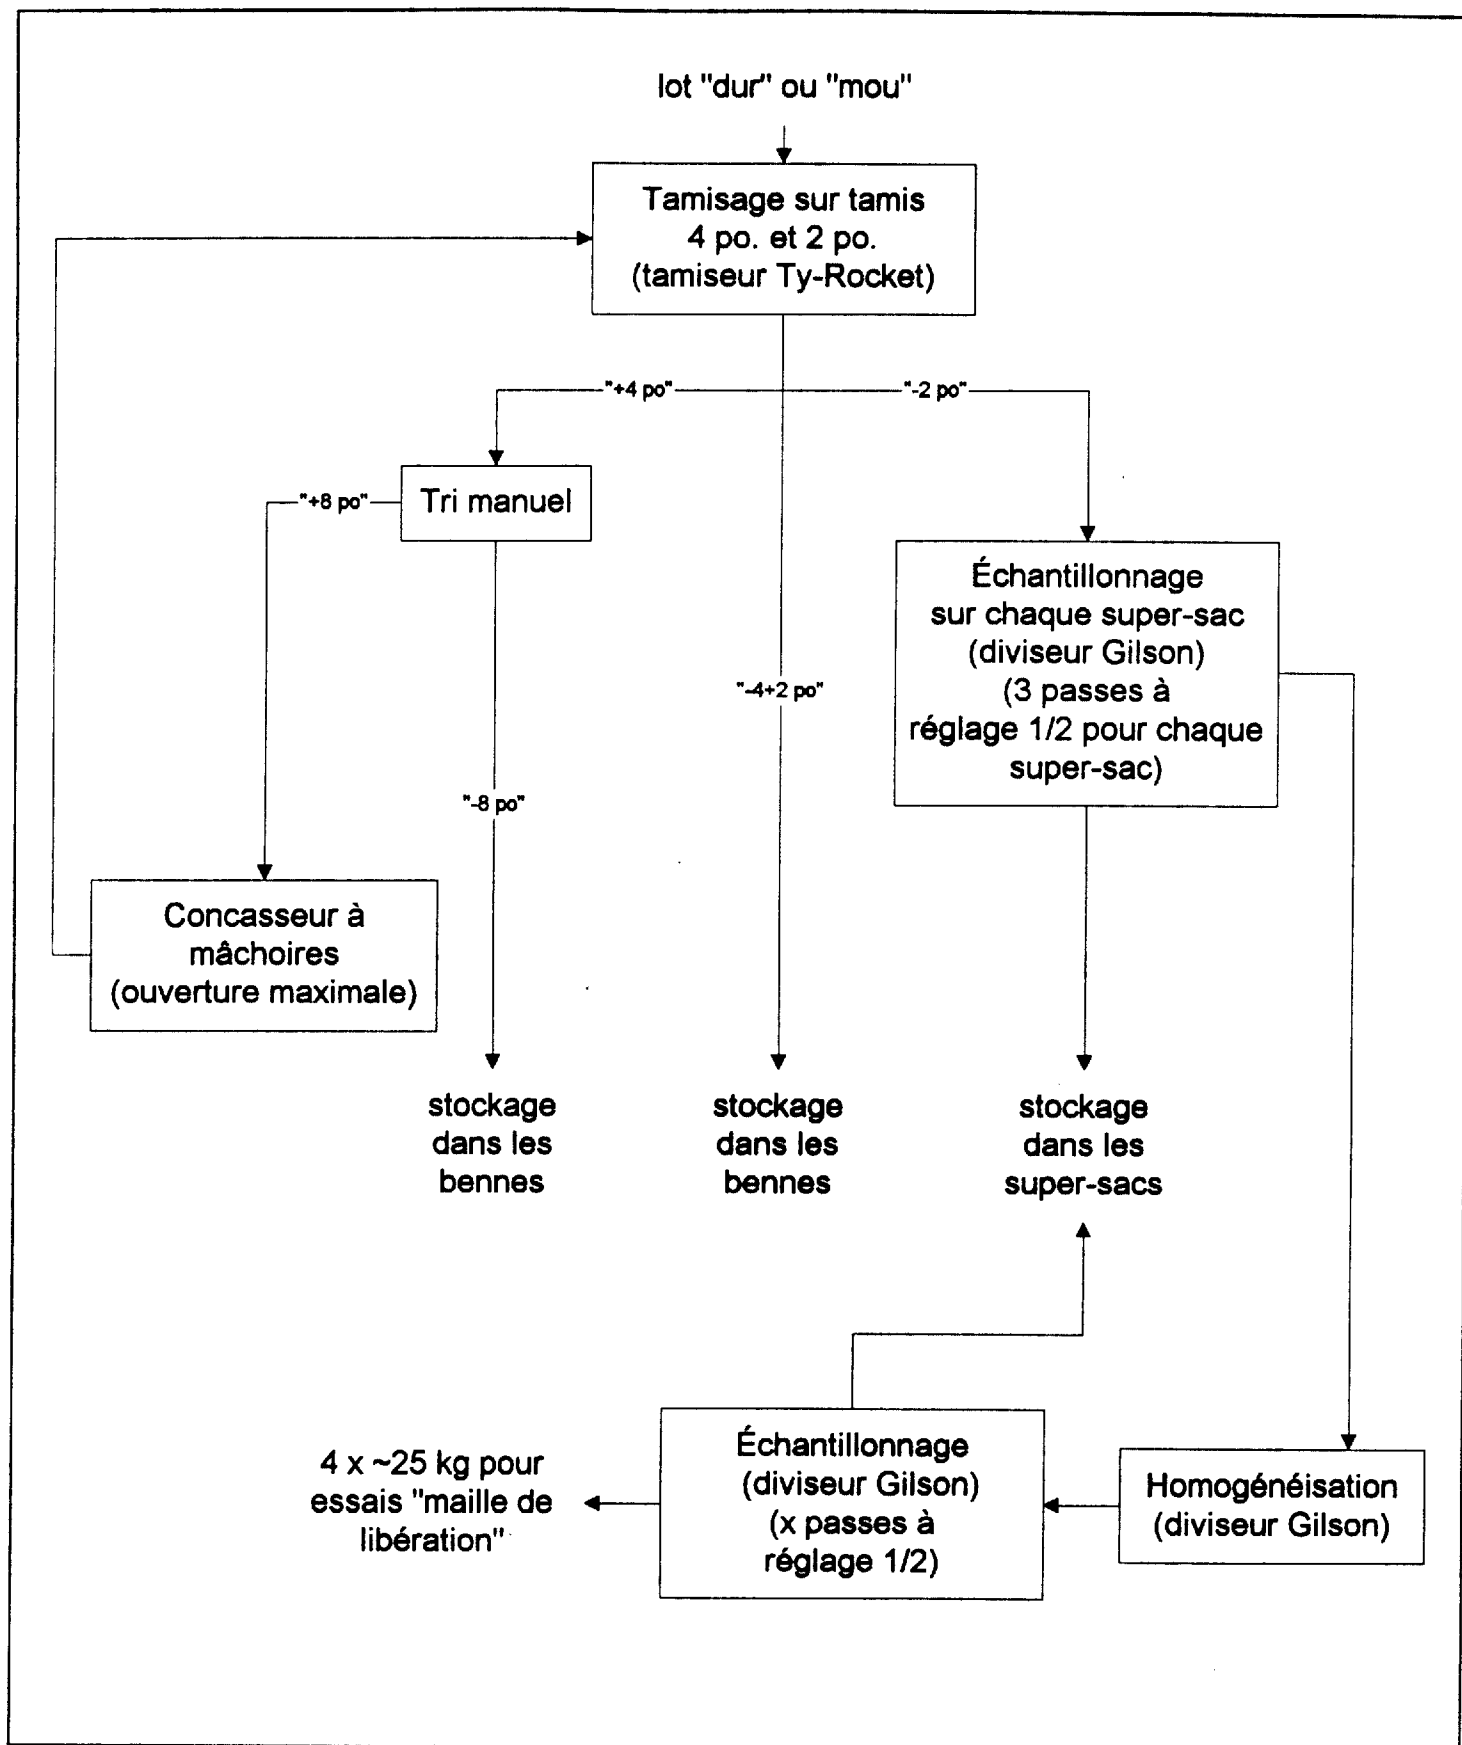 lot "dur" ou "mou"
Tamisage sur tamis
4 po. et 2 po.
(tamiseur Ty-Rocket)
"+4 po"
"-2 po"
Tri manuel
"+8 po"
Échantillonnage
sur chaque super-sac
(diviseur Gilson)
(3 passes à
réglage 1/2 pour chaque
super-sac)
"-4+2 po"
"-8 po"
Concasseur à
mâchoires
(ouverture maximale)
stockage
dans les
bennes
stockage
dans les
bennes
stockage
dans les
super-sacs
Échantillonnage
(diviseur Gilson)
(x passes à
réglage 1/2)
4 x ~25 kg pour
essais "maille de
libération"
Homogénéisation
(diviseur Gilson)